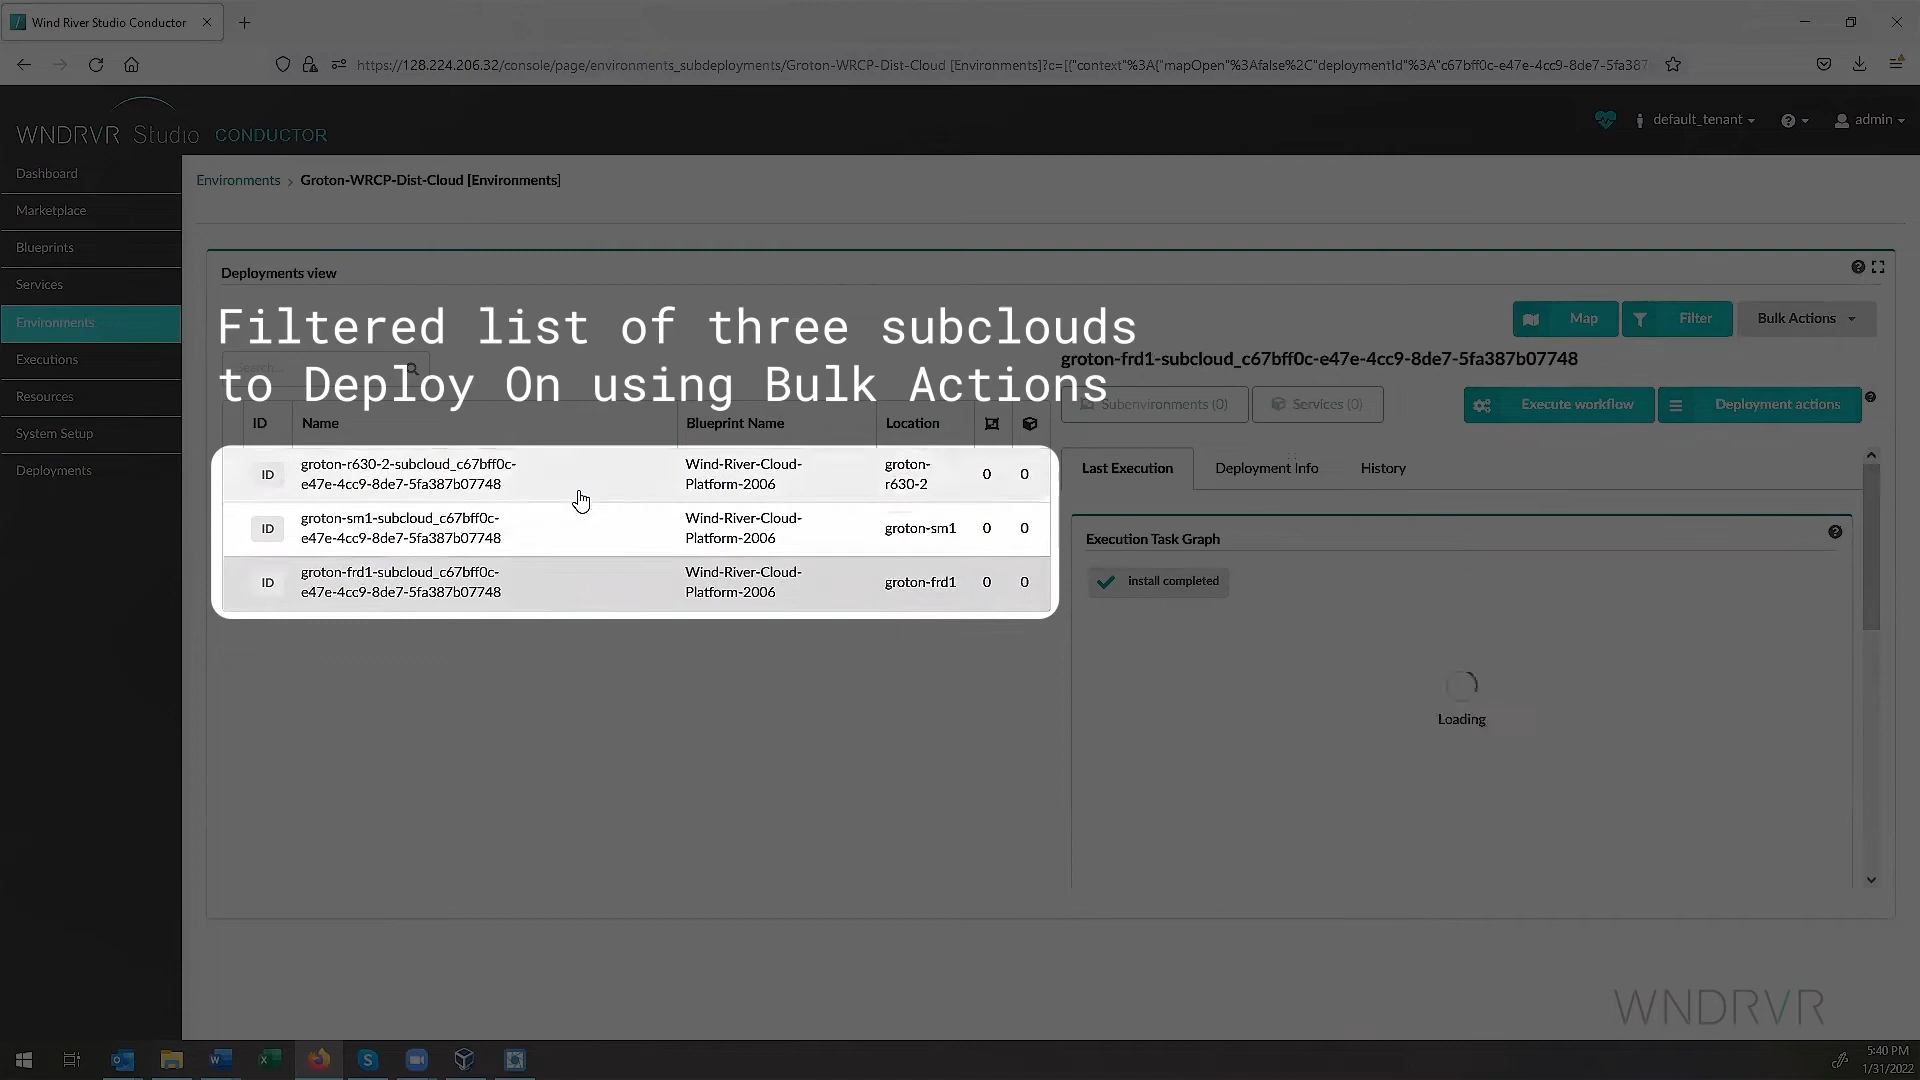 Wind River Studio Conductor
https://128.224.206.32/console/page/environments_subdeployments/Groton-WRCP-Dist-Cloud [Environments]?c=[{"context"%3A{"mapOpen"%3Afalse%2C"deploymentId"%3A"c67bff0c-e47e-4cc9-8de7-5fa387
WNDRVR Studio CONDUCTOR
default_tenant
admin
Dashboard
Marketplace
Blueprints
Services
Environments
Executions
Resources
System Setup
Deployments
Environments › Groton-WRCP-Dist-Cloud [Environments]
Deployments view
Map
Filter
Bulk Actions
Filtered list of three subclouds
to Deploy On using Bulk Actions
Search...
groton-frd1-subcloud_c67bff0c-e47e-4cc9-8de7-5fa387b07748
Subenvironments (0)
Services (0)
Execute workflow
Deployment actions
ID Name Blueprint Name Location
ID groton-r630-2-subcloud_c67bff0c-
e47e-4cc9-8de7-5fa387b07748
Wind-River-Cloud-
Platform-2006
groton-
r630-2
0 0
ID groton-sm1-subcloud_c67bff0c-
e47e-4cc9-8de7-5fa387b07748
Wind-River-Cloud-
Platform-2006
groton-sm1
0 0
ID groton-frd1-subcloud_c67bff0c-
e47e-4cc9-8de7-5fa387b07748
Wind-River-Cloud-
Platform-2006
groton-frd1
0 0
Last Execution
Deployment Info
History
Execution Task Graph
install completed
Loading
WNDRVR
5:40 PM
1/31/2022